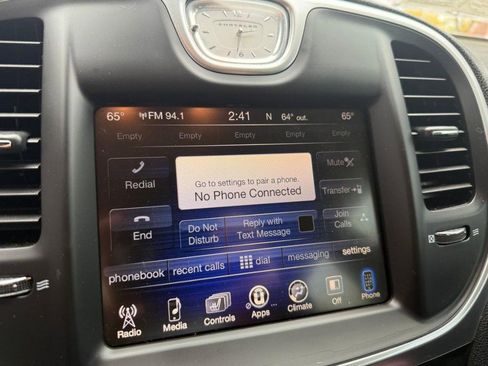 CHRYSLER
65° FM 94.1 2:41 N 64° out. 65°
Empty Empty Empty Empty Empty
Redial
Go to settings to pair a phone.
No Phone Connected
Mute
Transfer
End
Do Not
Disturb
Reply with
Text Message
Join
Calls
phonebook recent calls dial messaging settings
Radio Media Controls Apps Climate Off Phone